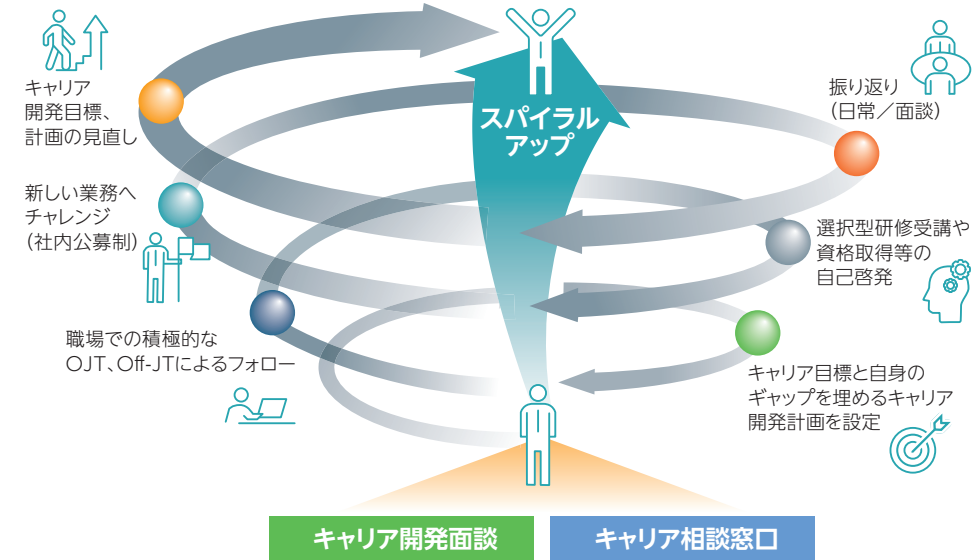 キャリア
開発目標、
計画の見直し
スパイラル
アップ
振り返り
（日常／面談）
新しい業務へ
チャレンジ
（社内公募制）
選択型研修受講や
資格取得等の
自己啓発
職場での積極的な
OJT、Off-JTによるフォロー
キャリア目標と自身の
ギャップを埋めるキャリア
開発計画を設定
キャリア開発面談
キャリア相談窓口